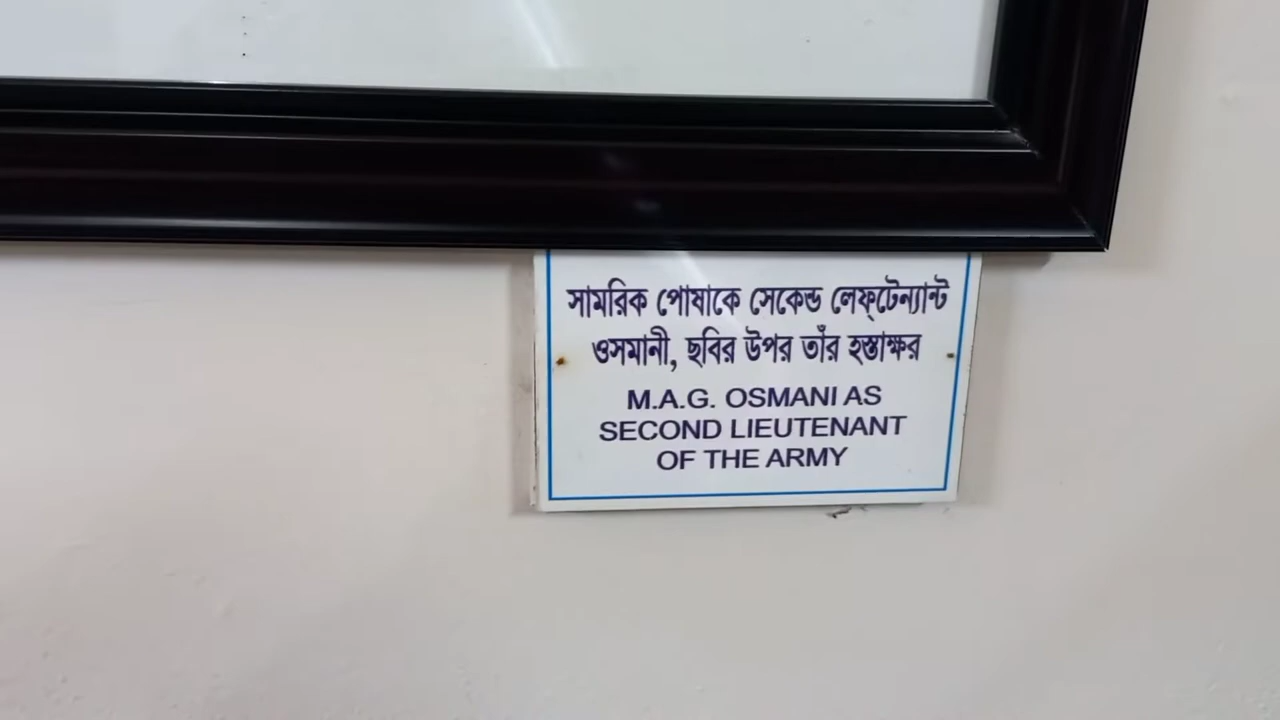 সামরিক পোষাকে সেকেন্ড লেফ্‌টেন্যান্ট
ওসমানী, ছবির উপর তাঁর হস্তাক্ষর
M.A.G. OSMANI AS
SECOND LIEUTENANT
OF THE ARMY